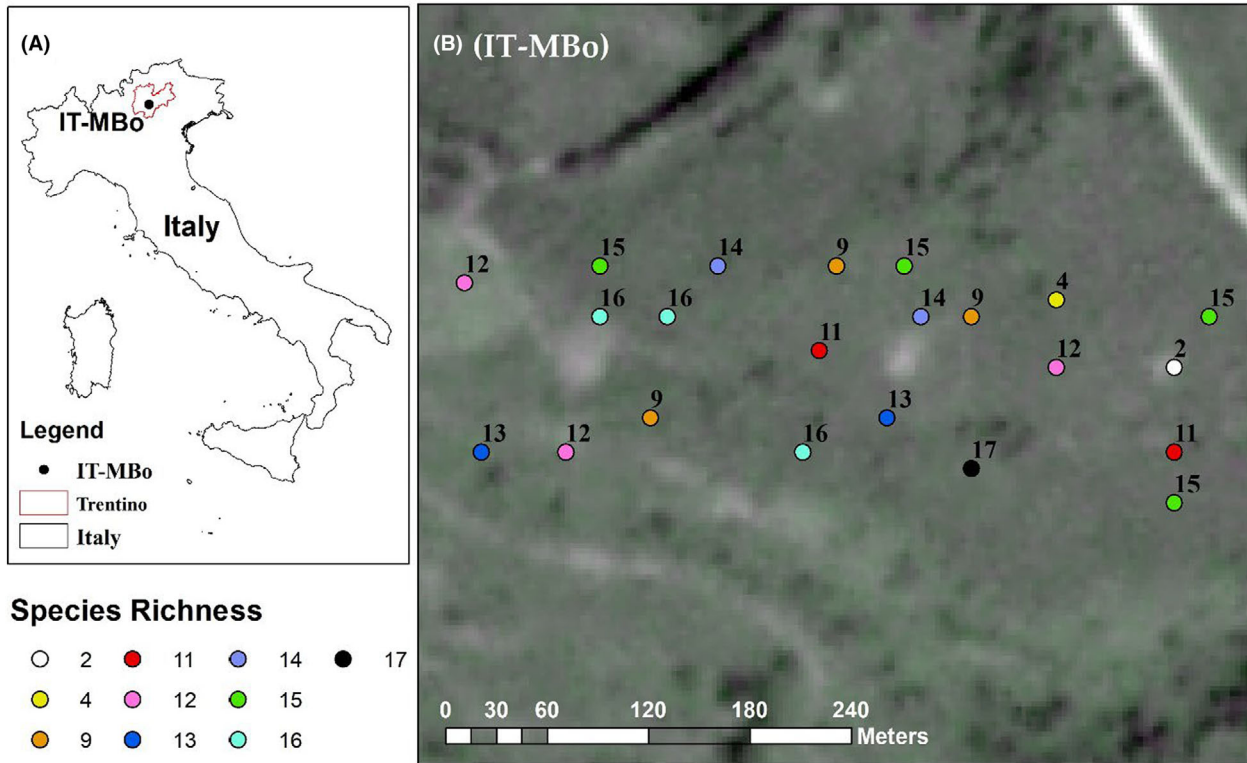 (A)
IT-MBo
Italy
Legend
IT-MBo
Trentino
Italy
Species Richness
2 11 14 17
4 12 15
9 13 16
(B) (IT-MBo)
12 15 14 9 15 4 15
16 16 14 9
11 12 2
9 13
13 12 16 17 11
15
0 30 60 120 180 240
Meters